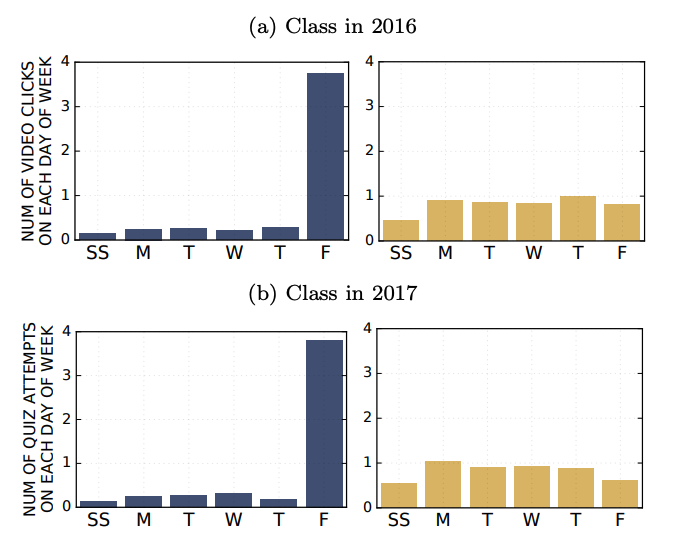 (a) Class in 2016
NUM OF VIDEO CLICKS
ON EACH DAY OF WEEK
4
3
2
1
0
SS M T W T F
4
3
2
1
0
SS M T W T F
(b) Class in 2017
NUM OF QUIZ ATTEMPTS
ON EACH DAY OF WEEK
4
3
2
1
0
SS M T W T F
4
3
2
1
0
SS M T W T F